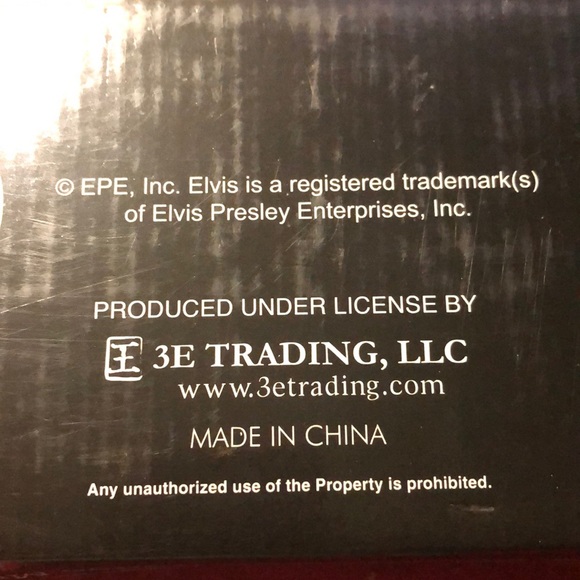 © EPE, Inc. Elvis is a registered trademark(s)
of Elvis Presley Enterprises, Inc.
PRODUCED UNDER LICENSE BY
王 3E TRADING, LLC
www.3etrading.com
MADE IN CHINA
Any unauthorized use of the Property is prohibited.